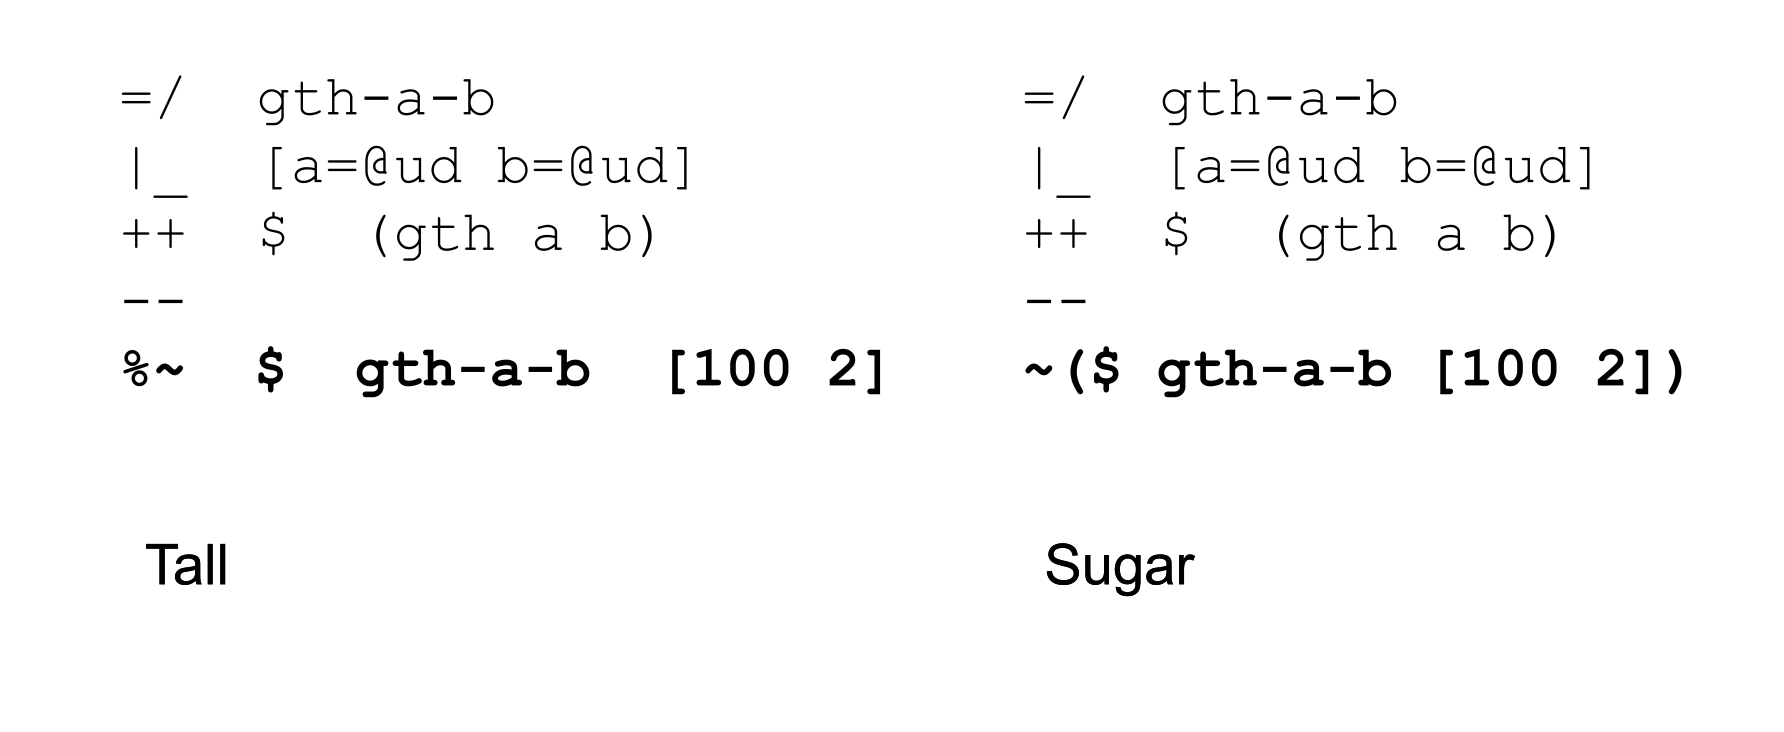 =/  gth-a-b
|_  [a=@ud b=@ud]
++  $  (gth a b)
--
%~  $  gth-a-b  [100 2]
Tall
=/  gth-a-b
|_  [a=@ud b=@ud]
++  $  (gth a b)
--
~($ gth-a-b [100 2])
Sugar